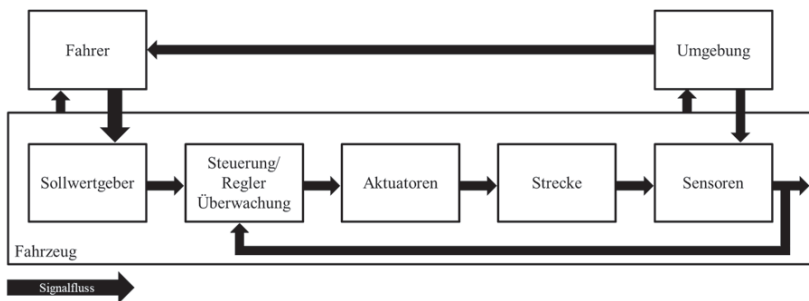 Fahrer
Umgebung
Sollwertgeber
Steuerung/
Regler
Überwachung
Aktuatoren
Strecke
Sensoren
Fahrzeug
Signalfluss